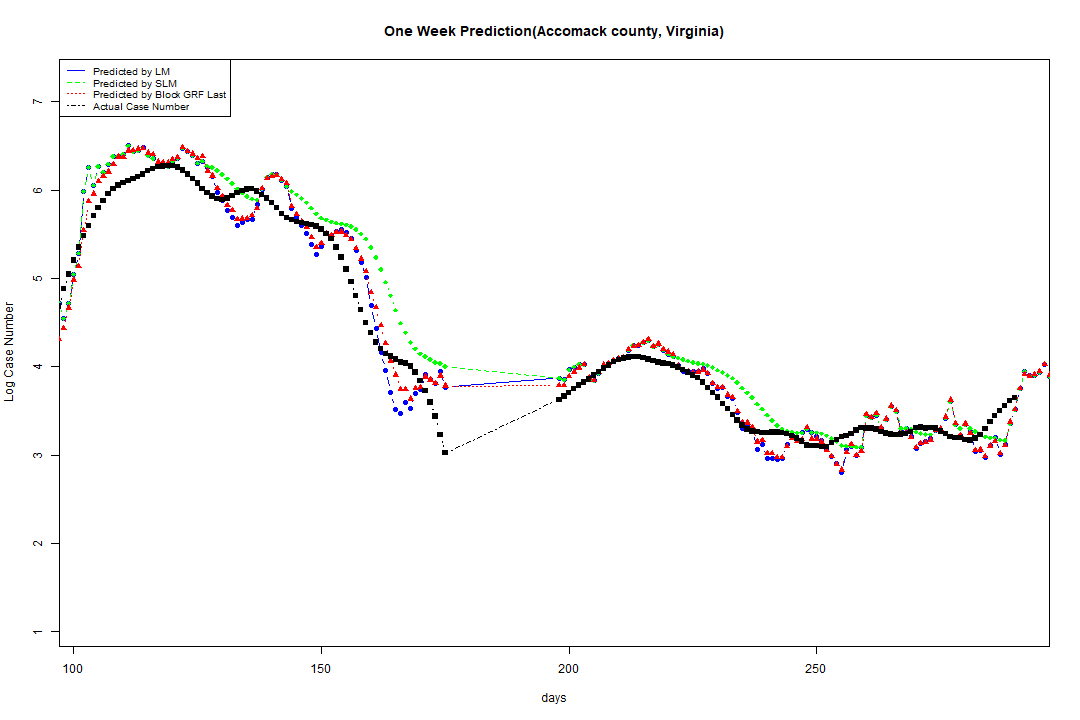 One Week Prediction(Accomack county, Virginia)
Predicted by LM
Predicted by SLM
Predicted by Block GRF Last
Actual Case Number
7
6
5
4
3
2
1
Log Case Number
100 150 200 250
days